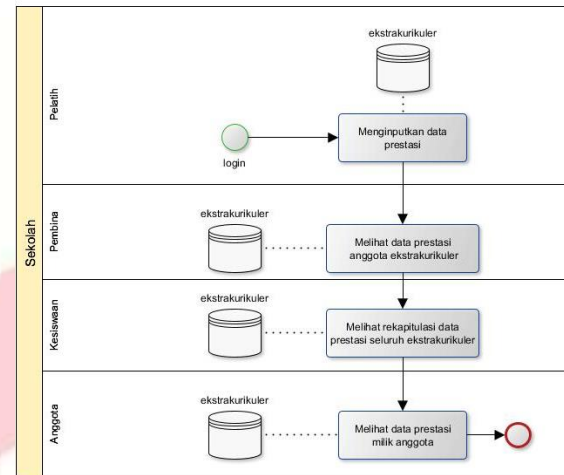 Sekolah
Pelatih
ekstrakurikuler
login
Menginputkan data
prestasi
Pembina
ekstrakurikuler
Melihat data prestasi
anggota ekstrakurikuler
Kesiswaan
ekstrakurikuler
Melihat rekapitulasi data
prestasi seluruh ekstrakurikuler
Anggota
ekstrakurikuler
Melihat data prestasi
milik anggota